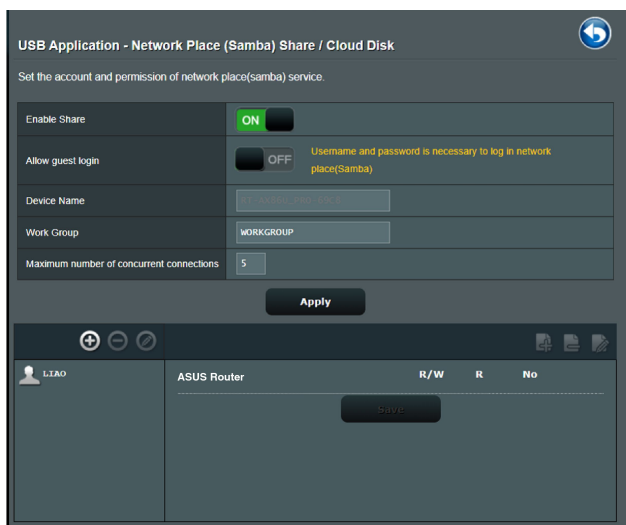 USB Application - Network Place (Samba) Share / Cloud Disk
Set the account and permission of network place(samba) service.
Enable Share
ON
Allow guest login
OFF
Username and password is necessary to log in network
place(Samba)
Device Name
Work Group
WORKGROUP
Maximum number of concurrent connections
5
Apply
LIAO
ASUS Router R/W R No
Save